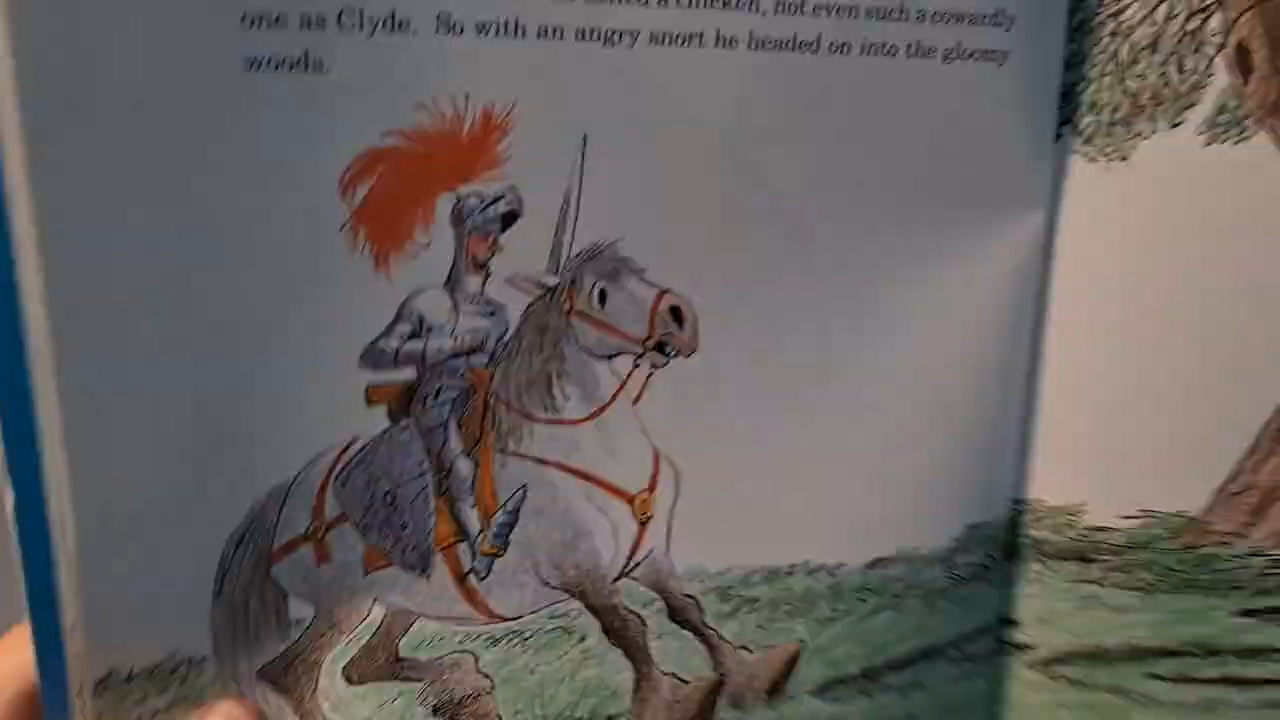 a chicken, not even such a cowardly
one as Clyde. So with an angry snort he headed on into the gloomy
woods.